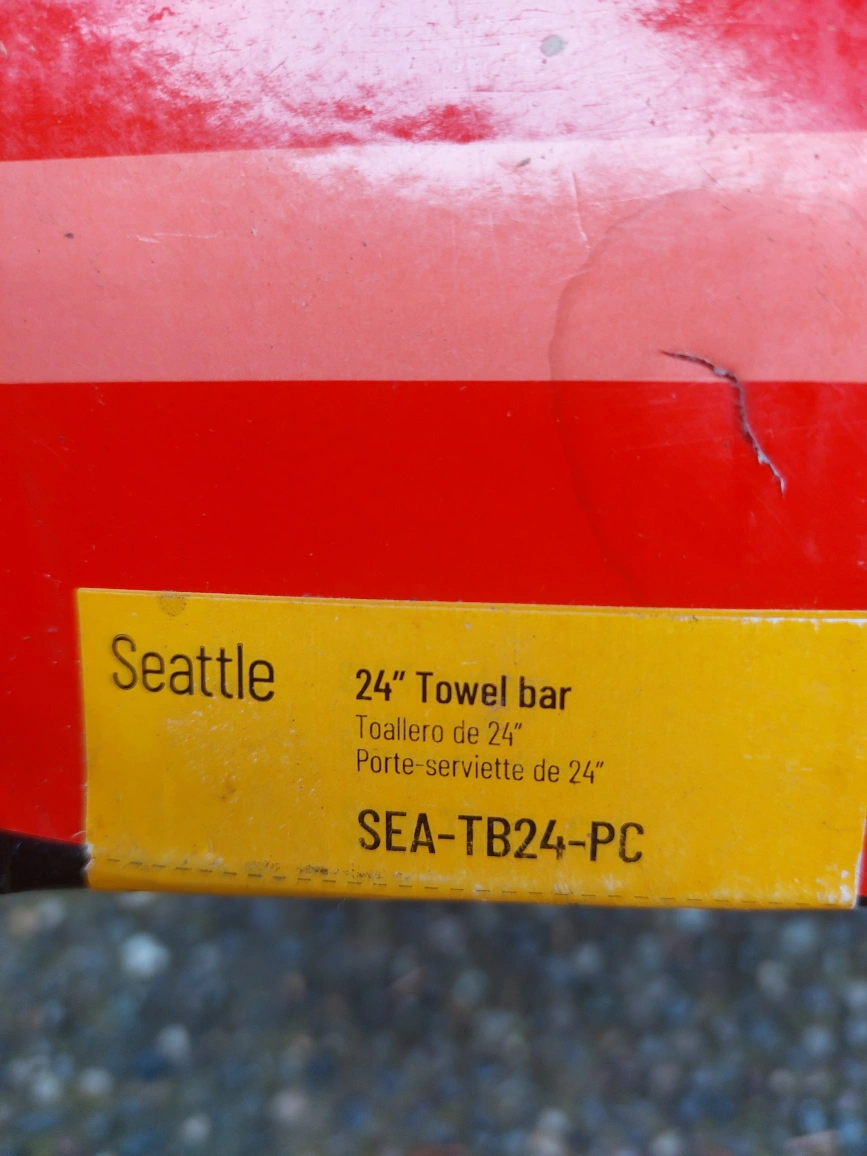 Seattle
24" Towel bar
Toallero de 24"
Porte-serviette de 24"
SEA-TB24-PC